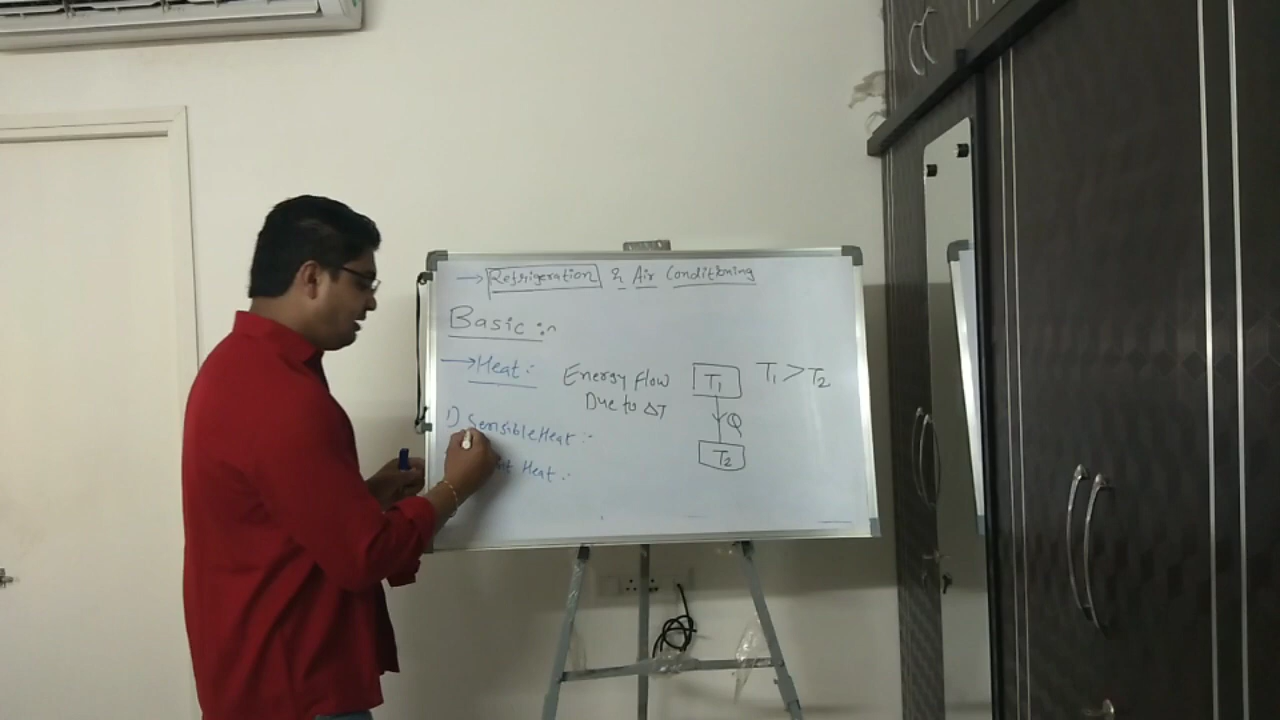 → Refrigeration & Air Conditioning
Basic :-
→ Heat :- Energy flow Due to ΔT
T₁
T₁ > T₂
Q
T₂
1) Sensible Heat :-
Heat :-